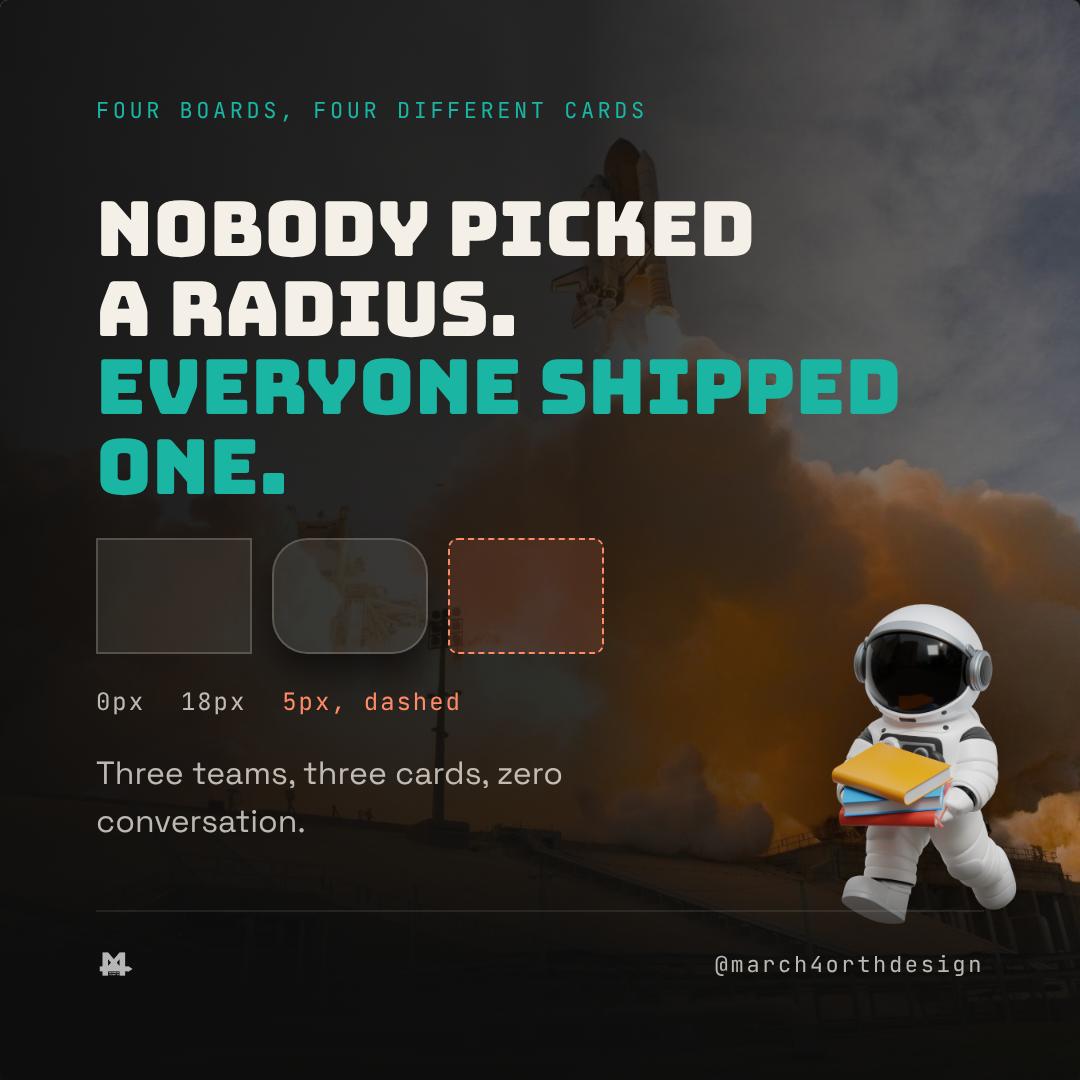 FOUR BOARDS, FOUR DIFFERENT CARDS
NOBODY PICKED
A RADIUS.
EVERYONE SHIPPED
ONE.
0px 18px 5px, dashed
Three teams, three cards, zero
conversation.
@march4orthdesign